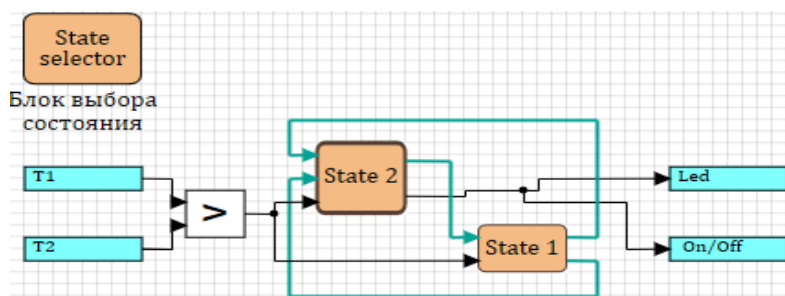 State
selector
Блок выбора
состояния
T1
T2
>
State 2
State 1
Led
On/Off